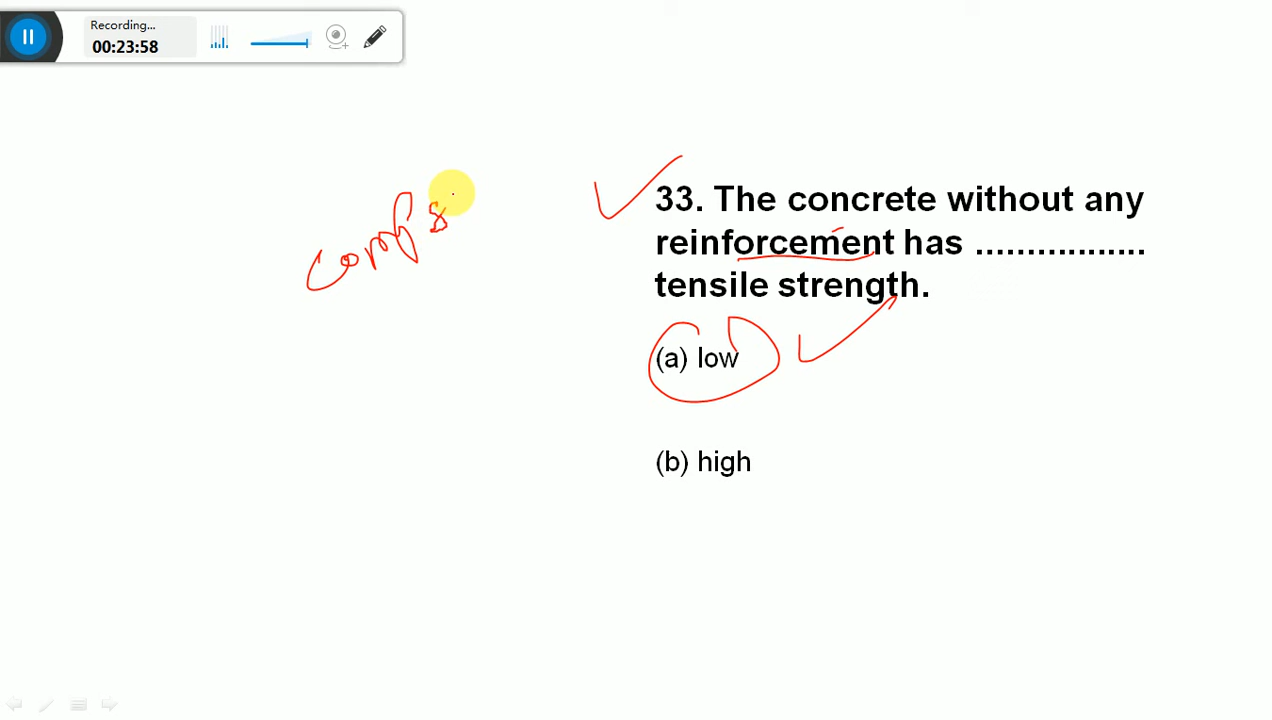 Recording...
00:23:58
33. The concrete without any
reinforcement has .................
tensile strength.
(a) low
(b) high